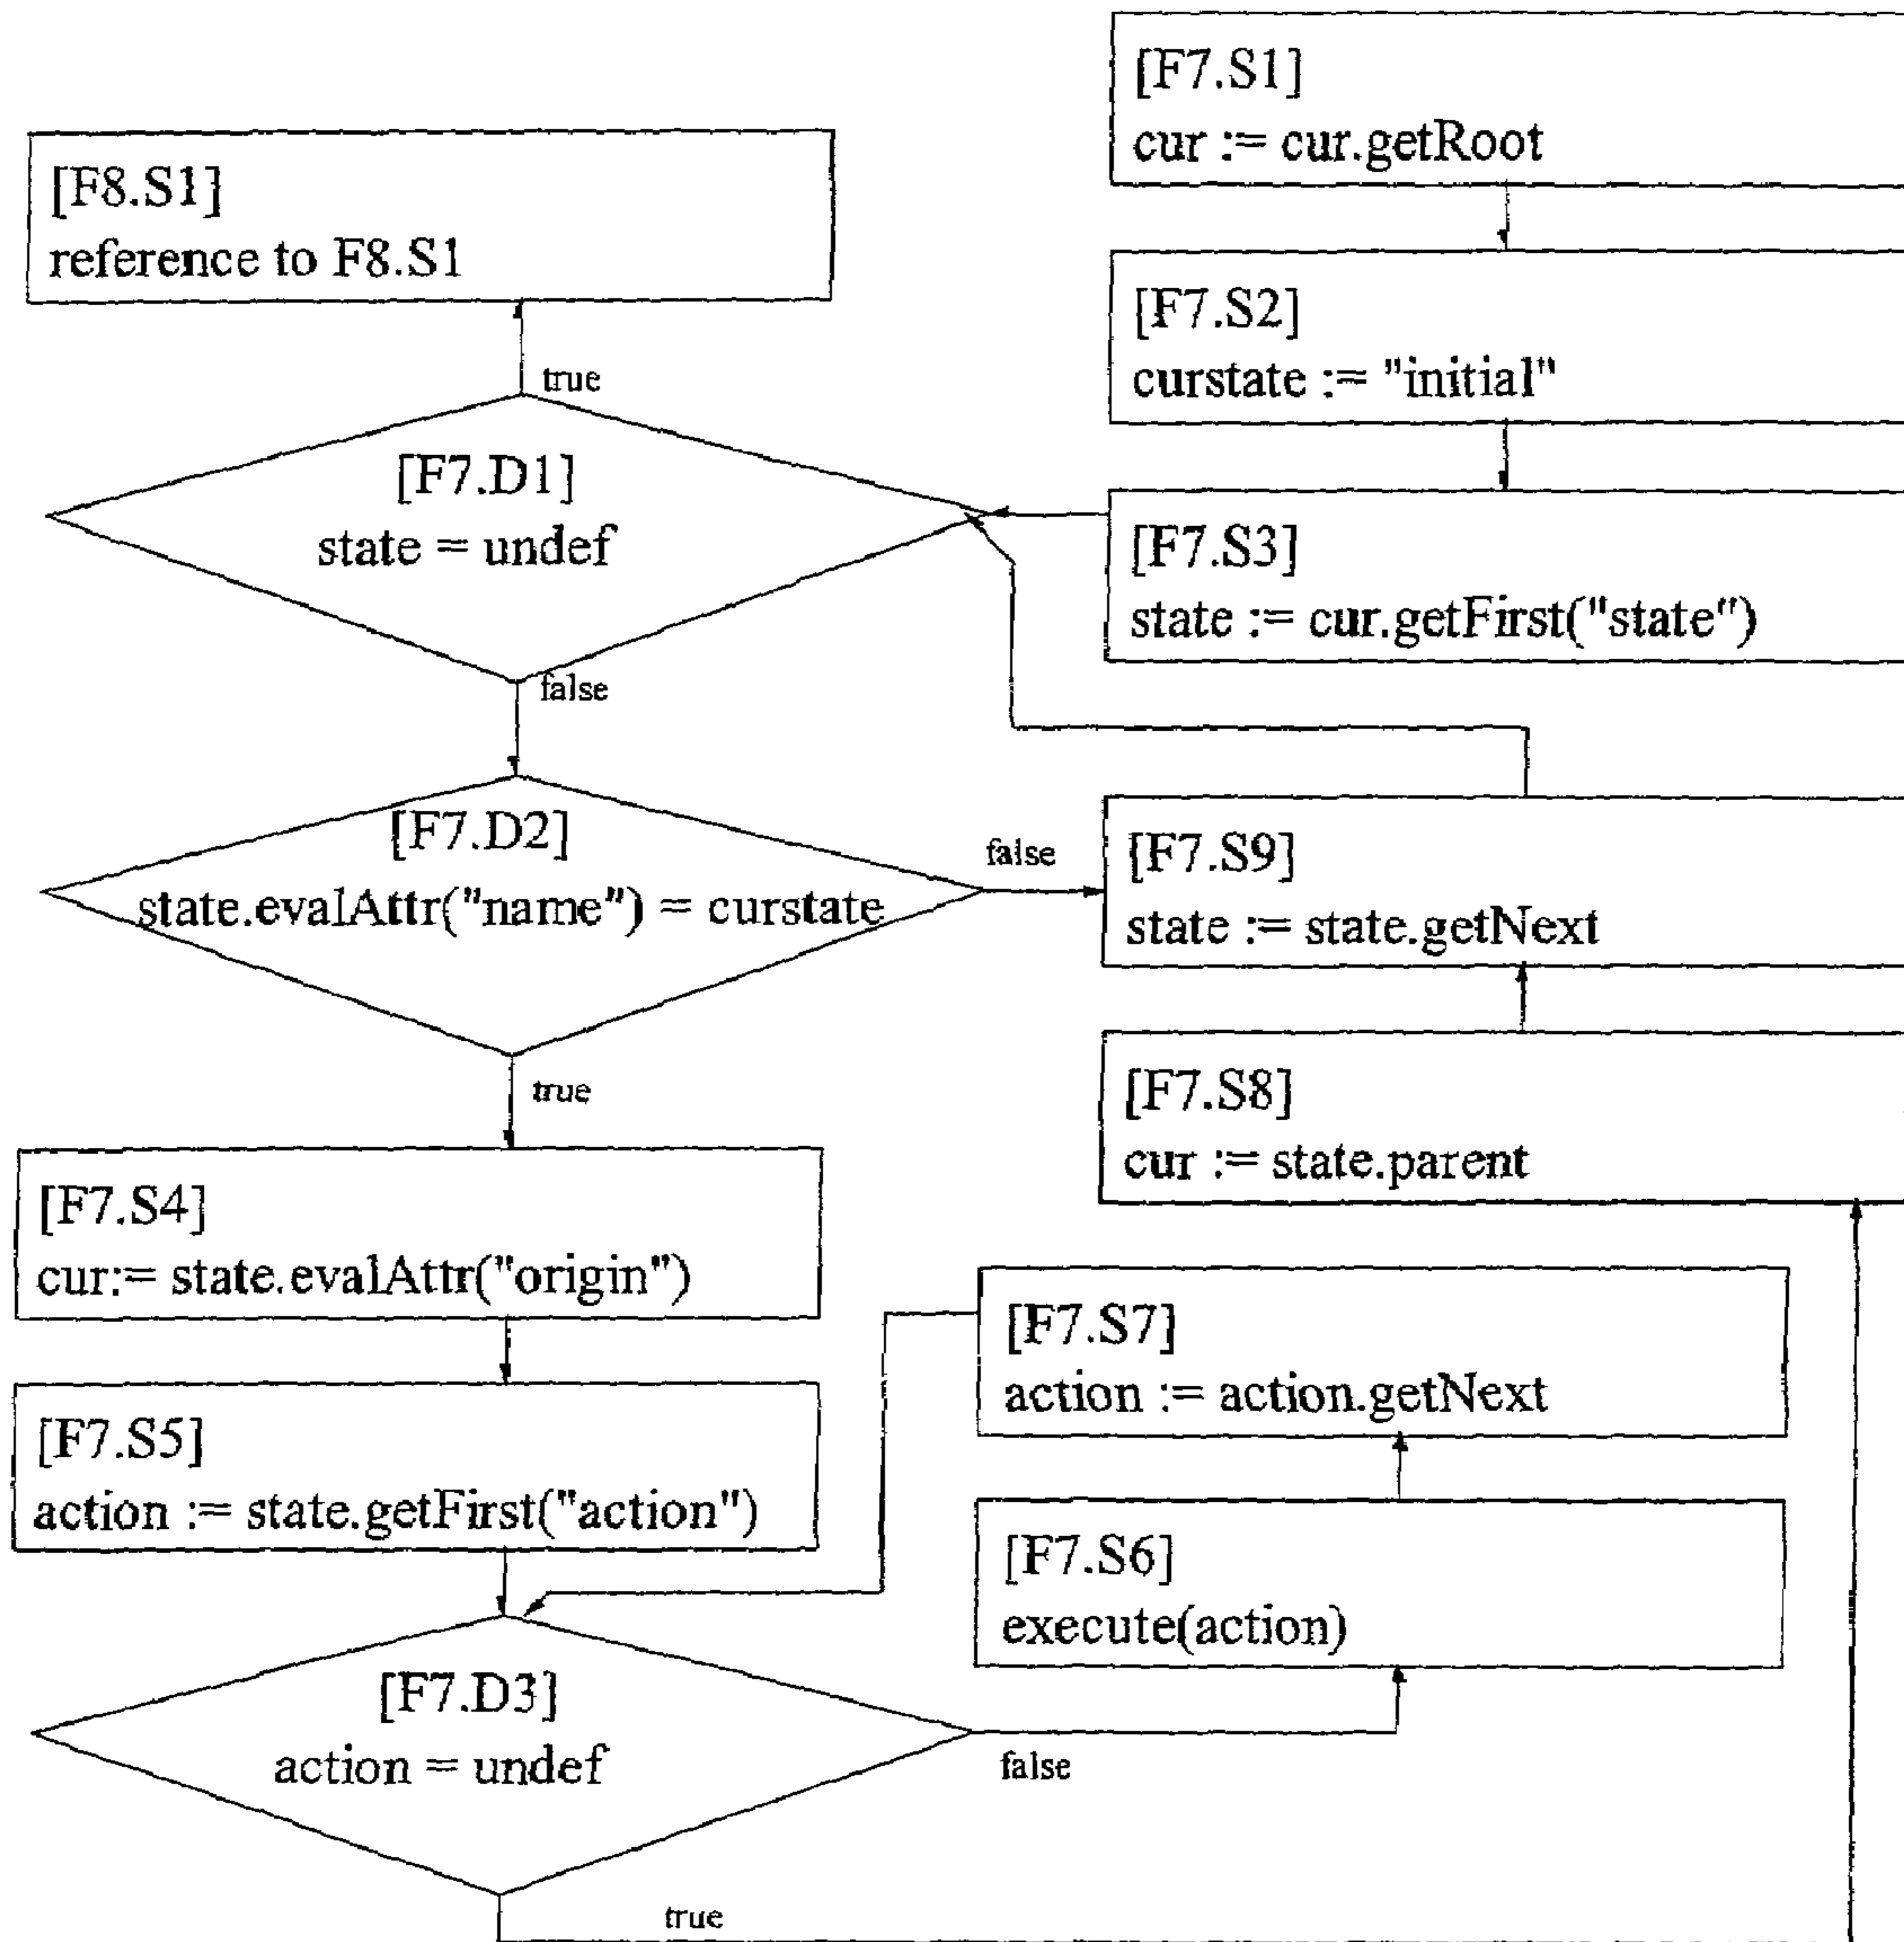 [F7.S1]
cur := cur.getRoot
[F8.S1]
reference to F8.S1
[F7.S2]
curstate := "initial"
true
[F7.D1]
state = undef
[F7.S3]
state := cur.getFirst("state")
false
[F7.D2]
state.evalAttr("name") = curstate
false
[F7.S9]
state := state.getNext
true
[F7.S8]
cur := state.parent
[F7.S4]
cur:= state.evalAttr("origin")
[F7.S7]
action := action.getNext
[F7.S5]
action := state.getFirst("action")
[F7.S6]
execute(action)
[F7.D3]
action = undef
false
true